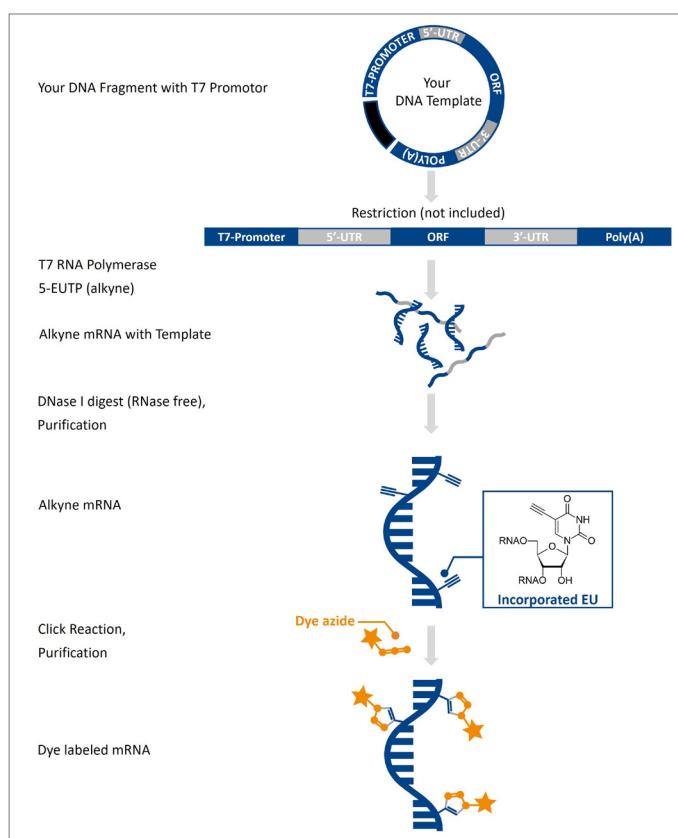 5'-UTR
T7-PROMOTER
Your DNA Fragment with T7 Promotor
Your
DNA Template
ORF
3'-UTR
POLY(A)
Restriction (not included)
T7-Promoter 5'-UTR ORF 3'-UTR Poly(A)
T7 RNA Polymerase
5-EUTP (alkyne)
Alkyne mRNA with Template
DNase I digest (RNase free),
Purification
Alkyne mRNA
O
NH
N
O
RNAO
O
RNAO
OH
Incorporated EU
Dye azide
Click Reaction,
Purification
Dye labeled mRNA